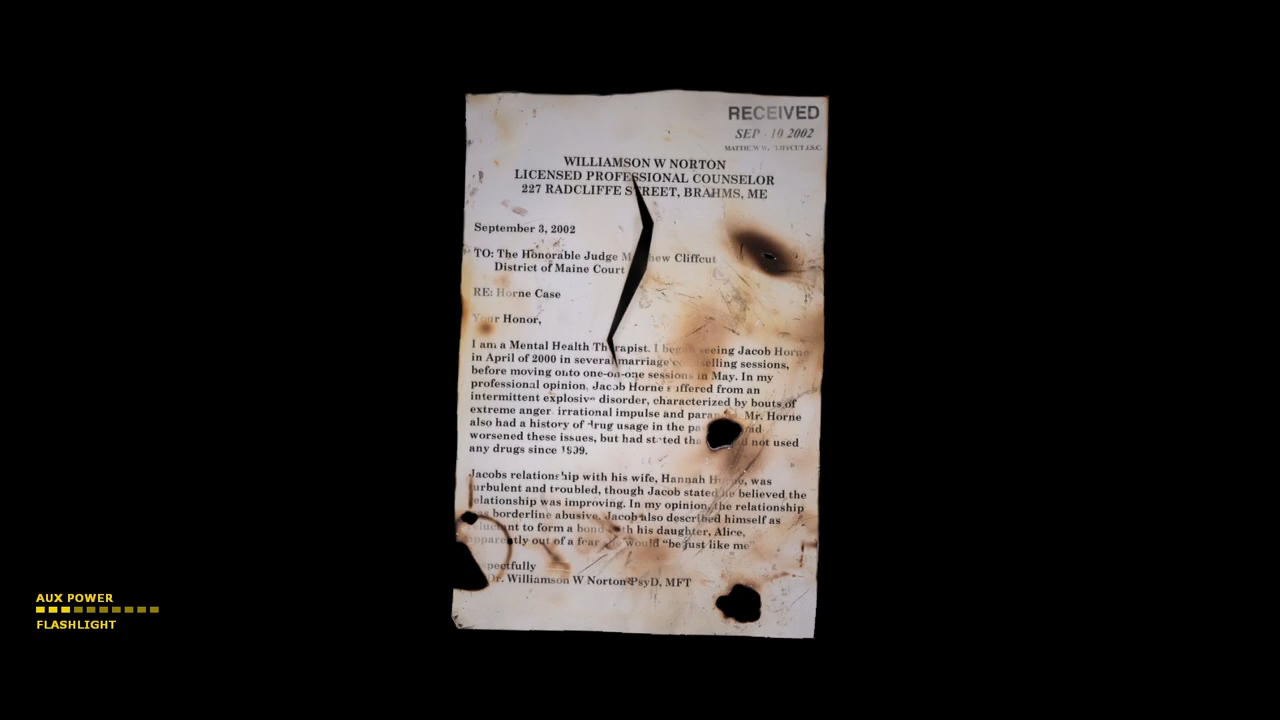 RECEIVED
SEP - 10 2002
WILLIAMSON W NORTON
LICENSED PROFESSIONAL COUNSELOR
227 RADCLIFFE STREET, BRAHMS, ME
September 3, 2002
TO: The Honorable Judge Cliffcut
District of Maine Court
RE: Horne Case
Your Honor,
I am a Mental Health Therapist. I began seeing Jacob Horne
in April of 2000 in several marriage counselling sessions,
before moving onto one-on-one sessions in May. In my
professional opinion, Jacob Horne suffered from an
intermittent explosive disorder, characterized by bouts of
extreme anger irrational impulse and Mr. Horne
also had a history of drug usage in the
worsened these issues, but had stated not used
any drugs since
Jacobs relationship with his wife, Hannah Horne, was
turbulent and troubled, though Jacob stated he believed the
relationship was improving. In my opinion, the relationship
was borderline abusive. Jacob also described himself as
reluctant to form a bond with his daughter, Alice,
apparently out of a fear she would "be just like me"
Dr. Williamson W Norton PsyD, MFT
AUX POWER
FLASHLIGHT